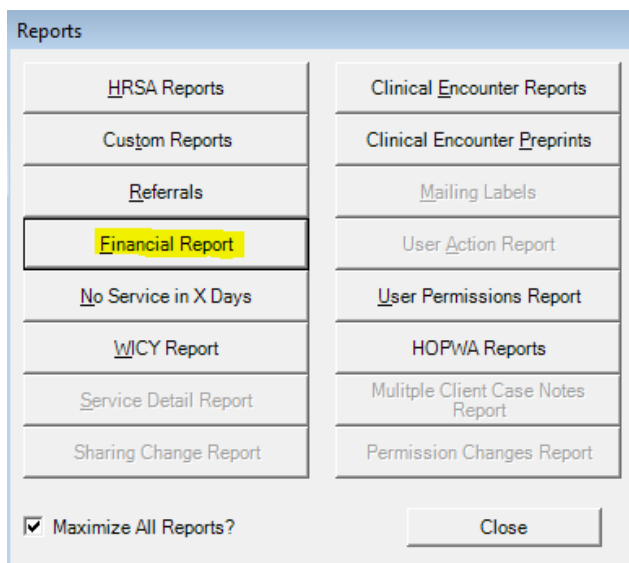 Reports
HRSA Reports
Clinical Encounter Reports
Custom Reports
Clinical Encounter Preprints
Referrals
Mailing Labels
Financial Report
User Action Report
No Service in X Days
User Permissions Report
WICY Report
HOPWA Reports
Service Detail Report
Mulitple Client Case Notes
Report
Sharing Change Report
Permission Changes Report
Maximize All Reports?
Close